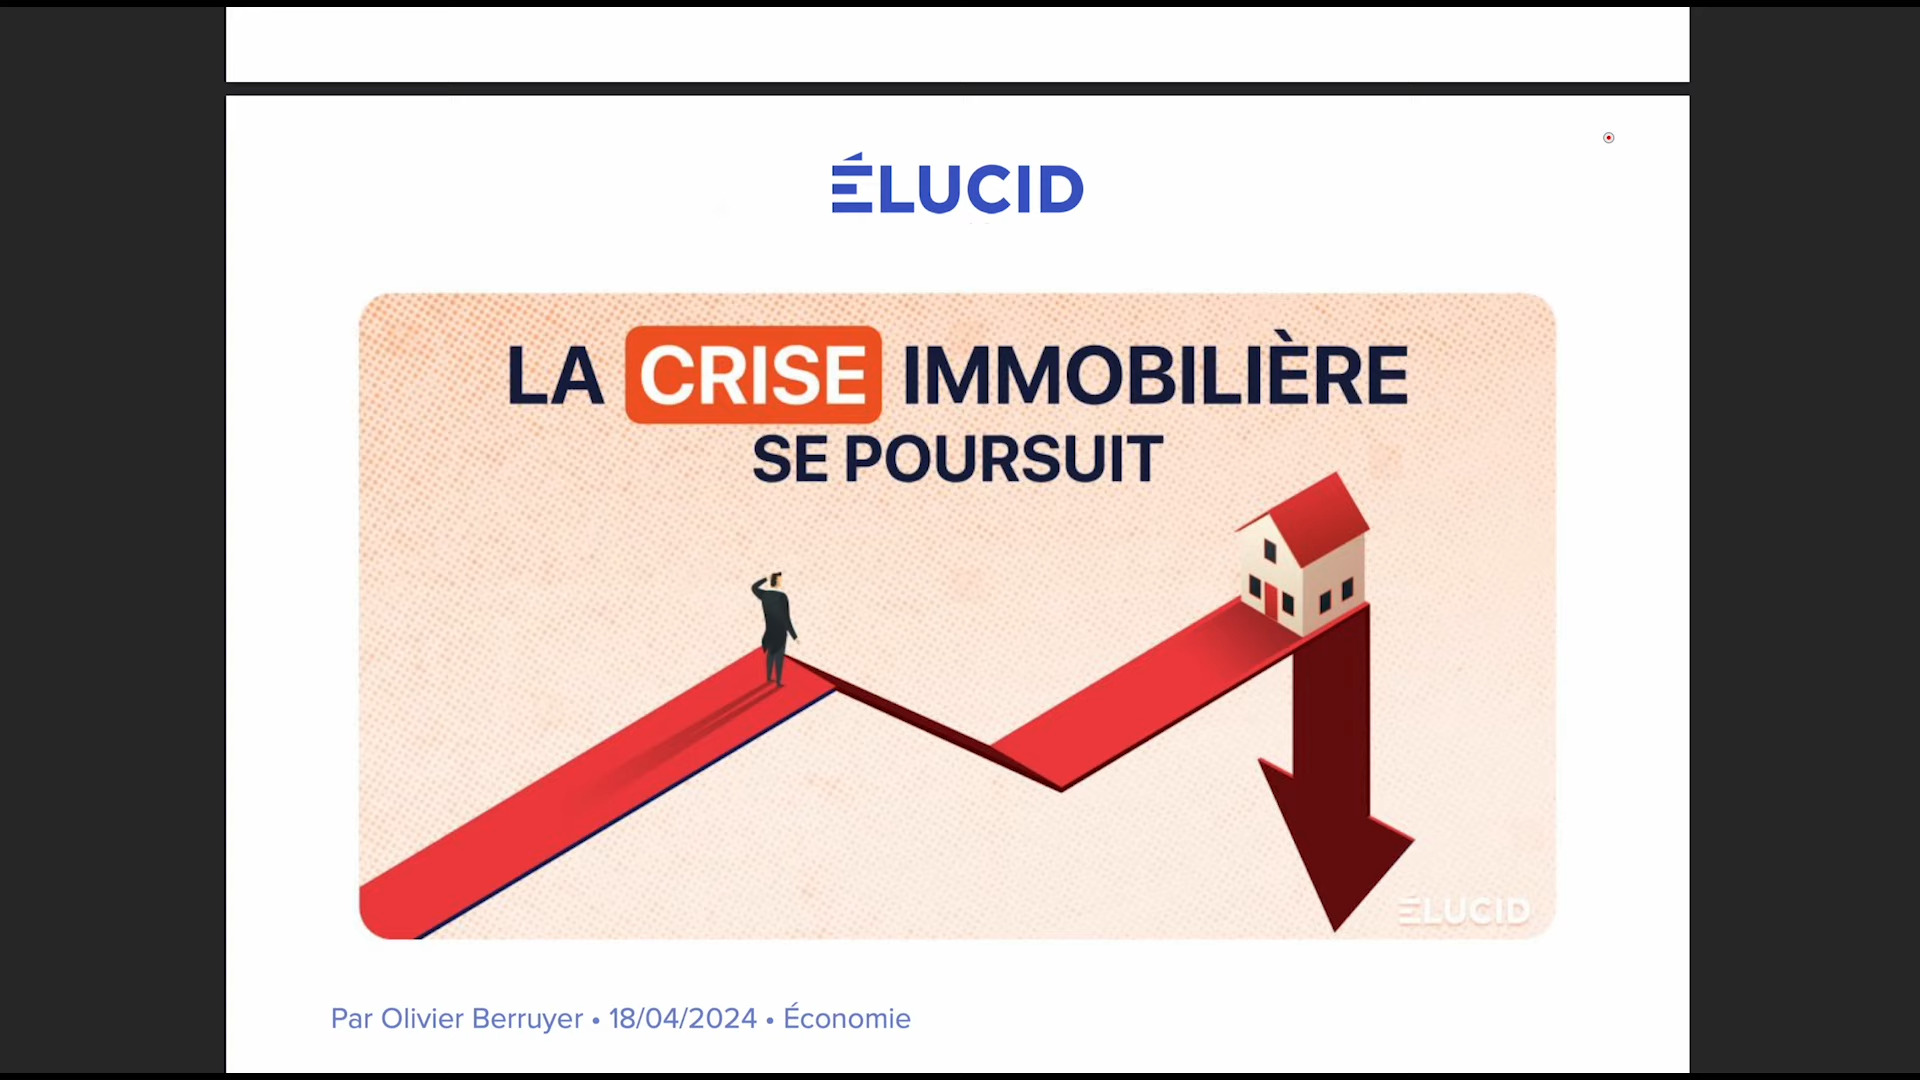 ÉLUCID
LA CRISE IMMOBILIÈRE
SE POURSUIT
ÉLUCID
Par Olivier Berruyer • 18/04/2024 • Économie